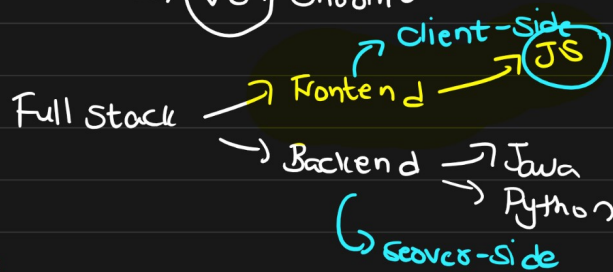 Client-Side
JS
Frontend
Full Stack
Backend
Java
Python
Server-Side